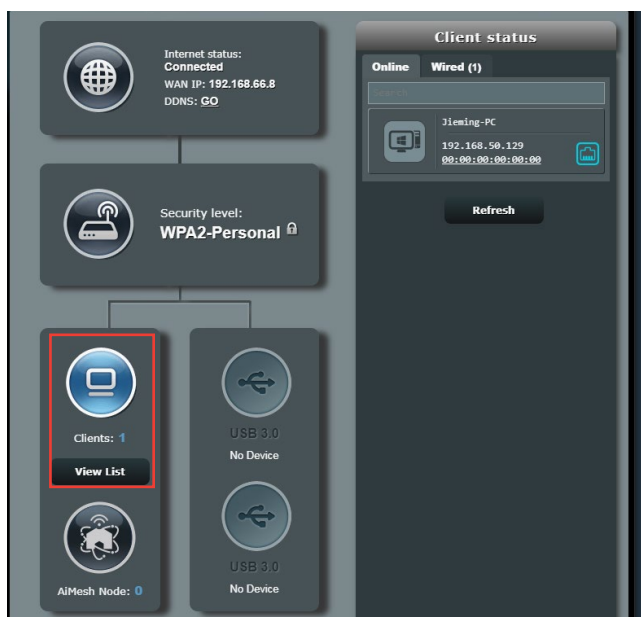 Internet status:
Connected
WAN IP: 192.168.66.8
DDNS: GO
Security level:
WPA2-Personal
Clients: 1
View List
AiMesh Node: 0
USB 3.0
No Device
USB 3.0
No Device
Client status
Online Wired (1)
Search
Jieming-PC
192.168.50.129
00:00:00:00:00:00
Refresh